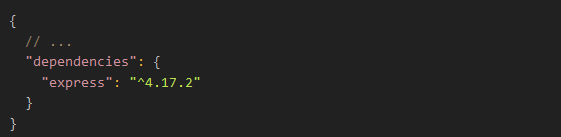 {
  // ...
  "dependencies": {
    "express": "^4.17.2"
  }
}